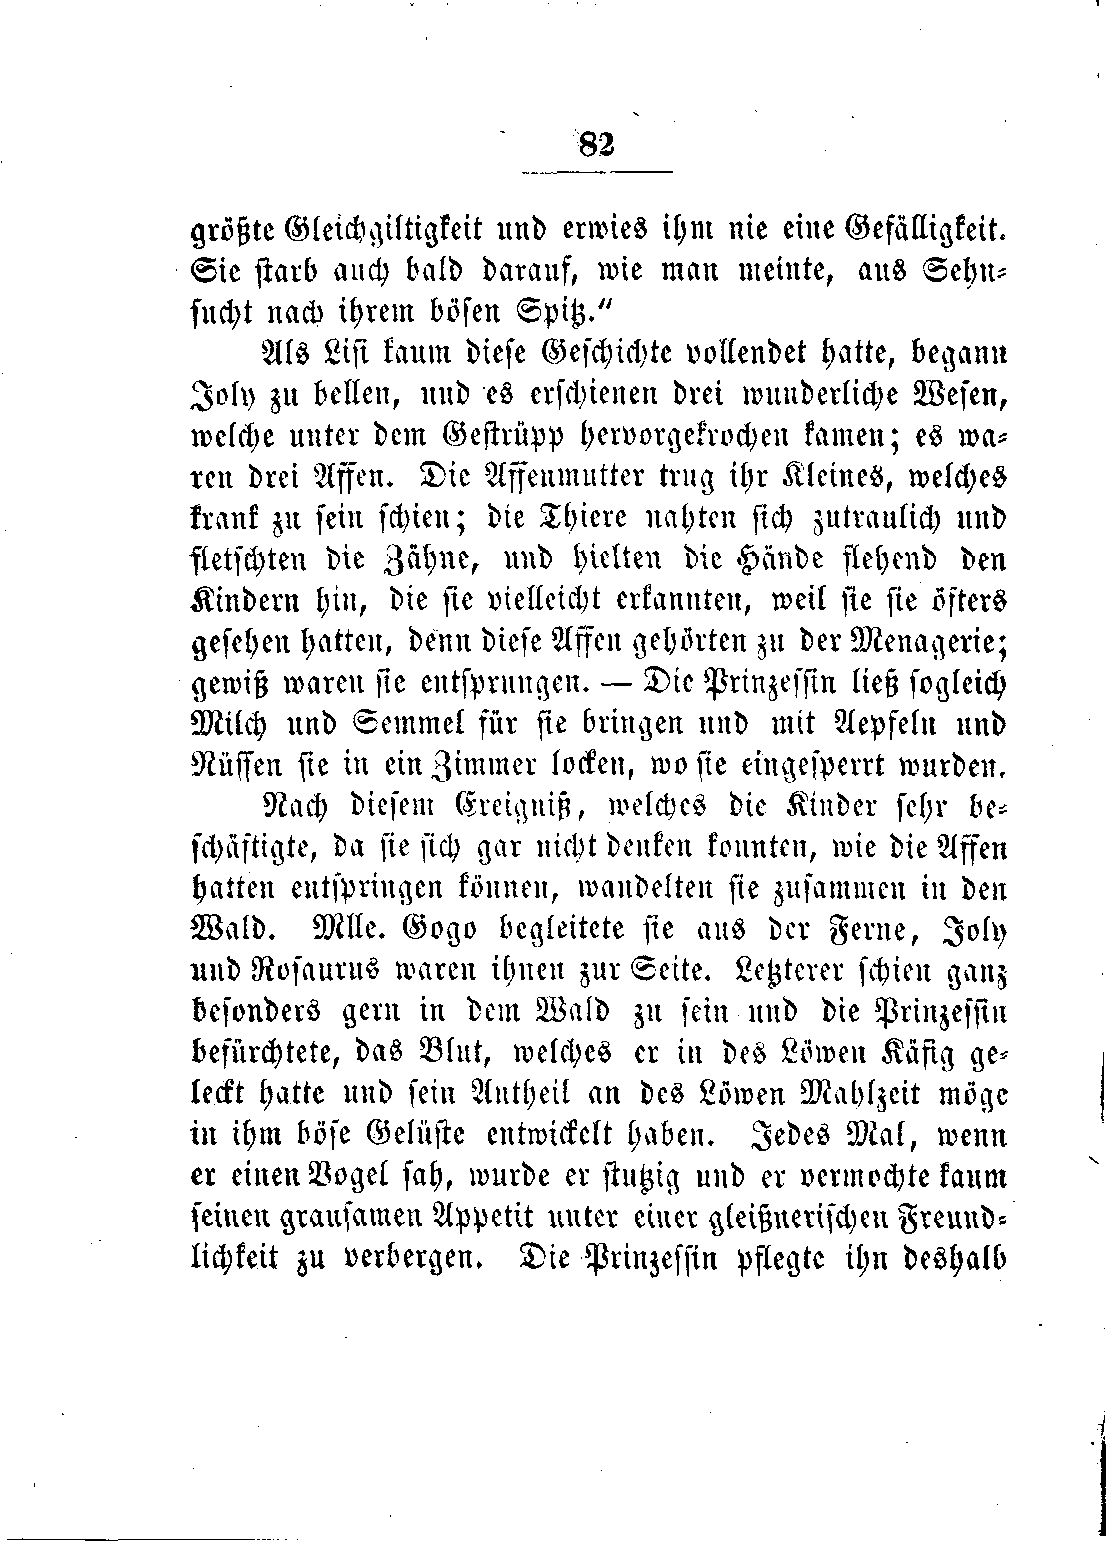 82
größte Gleichgiltigkeit und erwies ihm nie eine Gefälligkeit.
Sie starb auch bald darauf, wie man meinte, aus Sehn-
sucht nach ihrem bösen Spitz.“
Als Lisi kaum diese Geschichte vollendet hatte, begann
Joly zu bellen, und es erschienen drei wunderliche Wesen,
welche unter dem Gestrüpp hervorgekrochen kamen; es wa-
ren drei Affen. Die Affenmutter trug ihr Kleines, welches
krank zu sein schien; die Thiere nahten sich zutraulich und
fletschten die Zähne, und hielten die Hände flehend den
Kindern hin, die sie vielleicht erkannten, weil sie sie öfters
gesehen hatten, denn diese Affen gehörten zu der Menagerie;
gewiß waren sie entsprungen. — Die Prinzessin ließ sogleich
Milch und Semmel für sie bringen und mit Aepfeln und
Nüssen sie in ein Zimmer locken, wo sie eingesperrt wurden.
Nach diesem Ereigniß, welches die Kinder sehr be-
schäftigte, da sie sich gar nicht denken konnten, wie die Affen
hatten entspringen können, wandelten sie zusammen in den
Wald. Mlle. Gogo begleitete sie aus der Ferne, Joly
und Rosaurus waren ihnen zur Seite. Letzterer schien ganz
besonders gern in dem Wald zu sein und die Prinzessin
befürchtete, das Blut, welches er in des Löwen Käfig ge-
leckt hatte und sein Antheil an des Löwen Mahlzeit möge
in ihm böse Gelüste entwickelt haben. Jedes Mal, wenn
er einen Vogel sah, wurde er stutzig und er vermochte kaum
seinen grausamen Appetit unter einer gleißnerischen Freund-
lichkeit zu verbergen. Die Prinzessin pflegte ihn deshalb